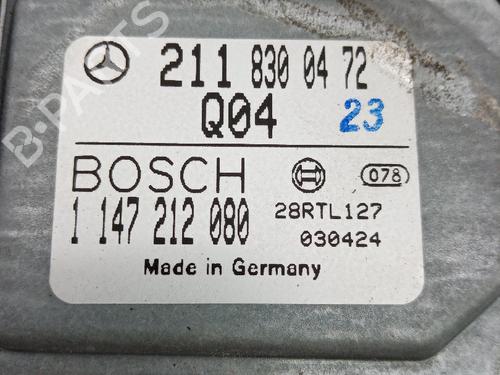 211 830 04 72
Q04 23
BOSCH 078
1 147 212 080 28RTL127
030424
Made in Germany
B-PARTS